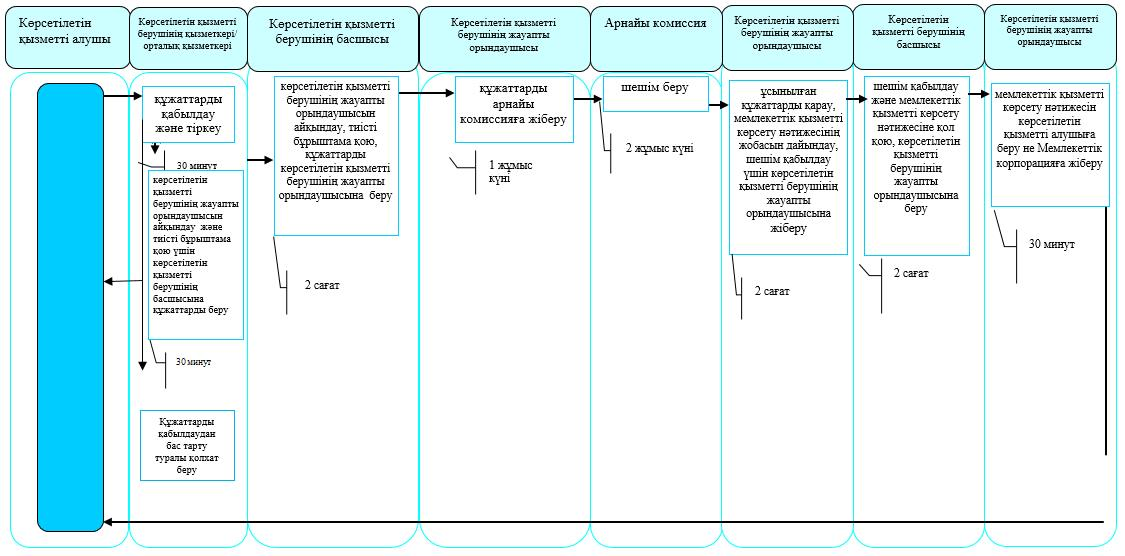 Көрсетілетін
қызметті алушы
Көрсетілетін қызметті
берушінің қызметкері/
орталық қызметкері
Көрсетілетін қызметті
берушінің басшысы
Көрсетілетін қызметті
берушінің жауапты
орындаушысы
Арнайы комиссия
Көрсетілетін қызметті
берушінің жауапты
орындаушысы
Көрсетілетін
қызметті берушінің
басшысы
Көрсетілетін қызметті
берушінің жауапты
орындаушысы
құжаттарды
қабылдау
және тіркеу
30 минут
көрсетілетін
қызметті
берушінің жауапты
орындаушысын
айқындау және
тиісті бұрыштама
қою үшін
көрсетілетін
қызметті
берушінің
басшысына
құжаттарды беру
30 минут
Құжаттарды
қабылдаудан
бас тарту
туралы қолхат
беру
көрсетілетін қызметті
берушінің жауапты
орындаушысын
айқындау, тиісті
бұрыштама қою,
құжаттарды
көрсетілетін қызметті
берушінің жауапты
орындаушысына беру
2 сағат
құжаттарды
арнайы
комиссияға жіберу
1 жұмыс
күні
шешім беру
2 жұмыс күні
ұсынылған
құжаттарды қарау,
мемлекеттік қызметті
көрсету нәтижесінің
жобасын дайындау,
шешім қабылдау
үшін көрсетілетін
қызметті берушінің
жауапты
орындаушысына
жіберу
2 сағат
шешім қабылдау
және мемлекеттік
қызметті көрсету
нәтижесіне қол
қою, көрсетілетін
қызметті
берушінің
жауапты
орындаушысына
беру
2 сағат
мемлекеттік қызметті
көрсету нәтижесін
көрсетілетін
қызметті алушыға
беру не Мемлекеттік
корпорацияға жіберу
30 минут